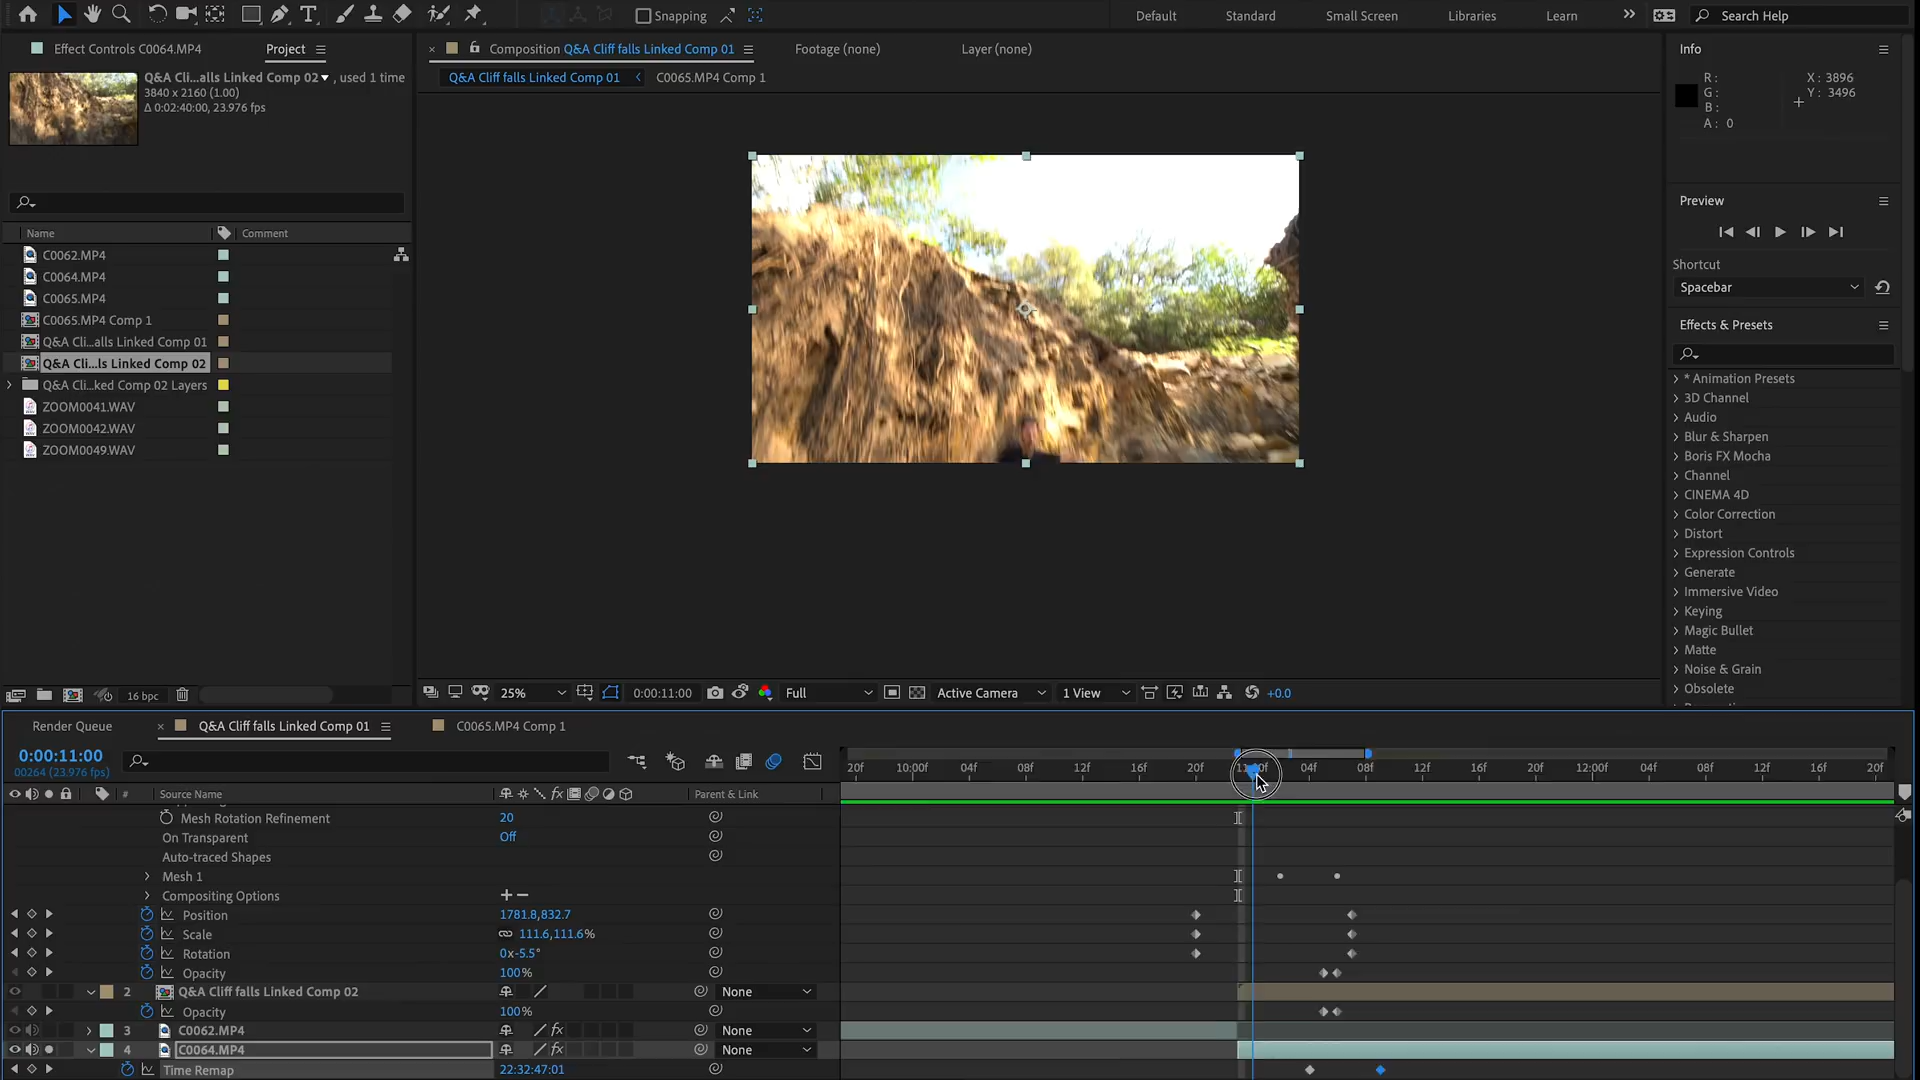 Snapping
Default
Standard
Small Screen
Libraries
Learn
Search Help
Effect Controls C0064.MP4
Project
Composition Q&A Cliff falls Linked Comp 01
Footage (none)
Layer (none)
Info
Q&A Cliff falls Linked Comp 01
C0065.MP4 Comp 1
Q&A Cli...alls Linked Comp 02, used 1 time
3840 x 2160 (1.00)
Δ 0:02:40:00, 23.976 fps
R:
G:
B:
A: 0
X: 3896
Y: 3496
Preview
Shortcut
Spacebar
Effects & Presets
Name
Comment
C0062.MP4
C0064.MP4
C0065.MP4
C0065.MP4 Comp 1
Q&A Cli...alls Linked Comp 01
Q&A Cli...ls Linked Comp 02
Q&A Cli...ked Comp 02 Layers
ZOOM0041.WAV
ZOOM0042.WAV
ZOOM0049.WAV
* Animation Presets
3D Channel
Audio
Blur & Sharpen
Boris FX Mocha
Channel
CINEMA 4D
Color Correction
Distort
Expression Controls
Generate
Immersive Video
Keying
Magic Bullet
Matte
Noise & Grain
Obsolete
16 bpc
25%
0:00:11:00
Full
Active Camera
1 View
+0.0
Render Queue
Q&A Cliff falls Linked Comp 01
C0065.MP4 Comp 1
0:00:11:00
00264 (23.976 fps)
20f 10:00f 04f 08f 12f 16f 20f 04f 08f 12f 16f 20f 12:00f 04f 08f 12f 16f 20f
# Source Name
fx
Parent & Link
Mesh Rotation Refinement 20
On Transparent Off
Auto-traced Shapes
Mesh 1
Compositing Options
Position 1781.8,832.7
Scale 111.6,111.6%
Rotation 0x-5.5°
Opacity 100%
2 Q&A Cliff falls Linked Comp 02 None
Opacity 100%
3 C0062.MP4 fx None
4 C0064.MP4 fx None
Time Remap 22:32:47:01